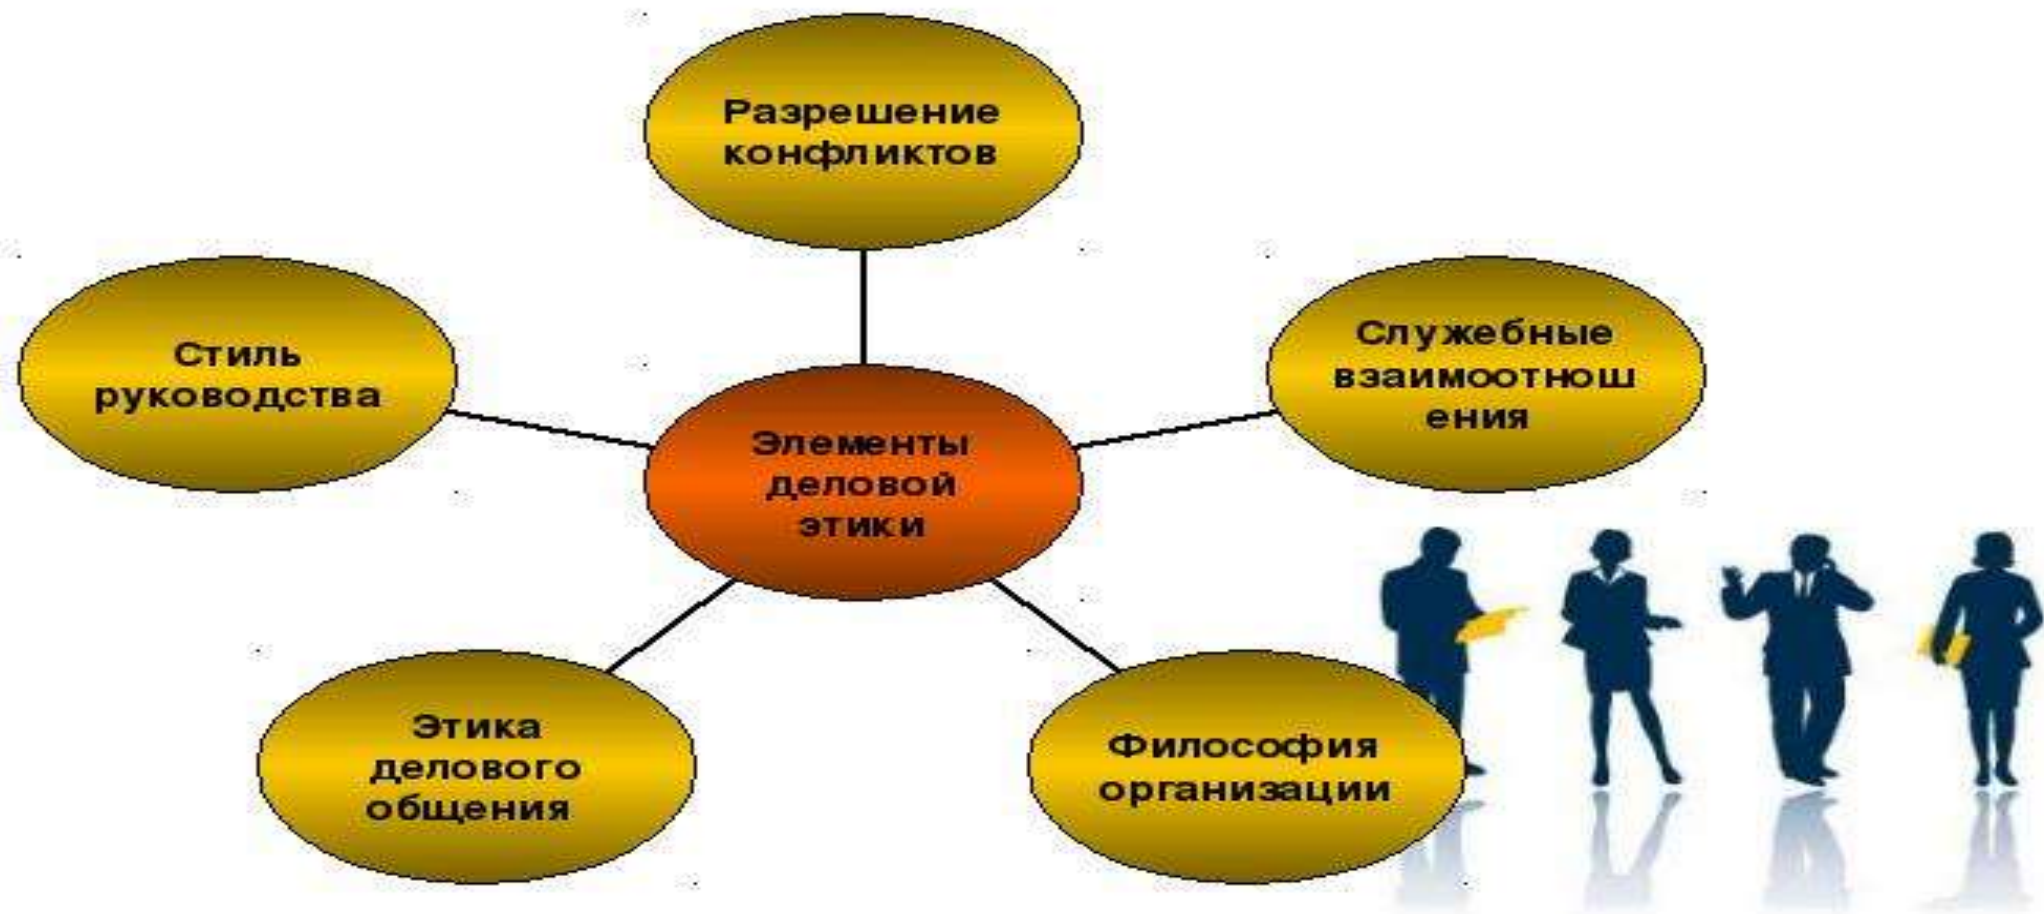 Разрешение
конфликтов
Стиль
руководства
Служебные
взаимоотнош
ения
Элементы
деловой
этики
Этика
делового
общения
Философия
организации